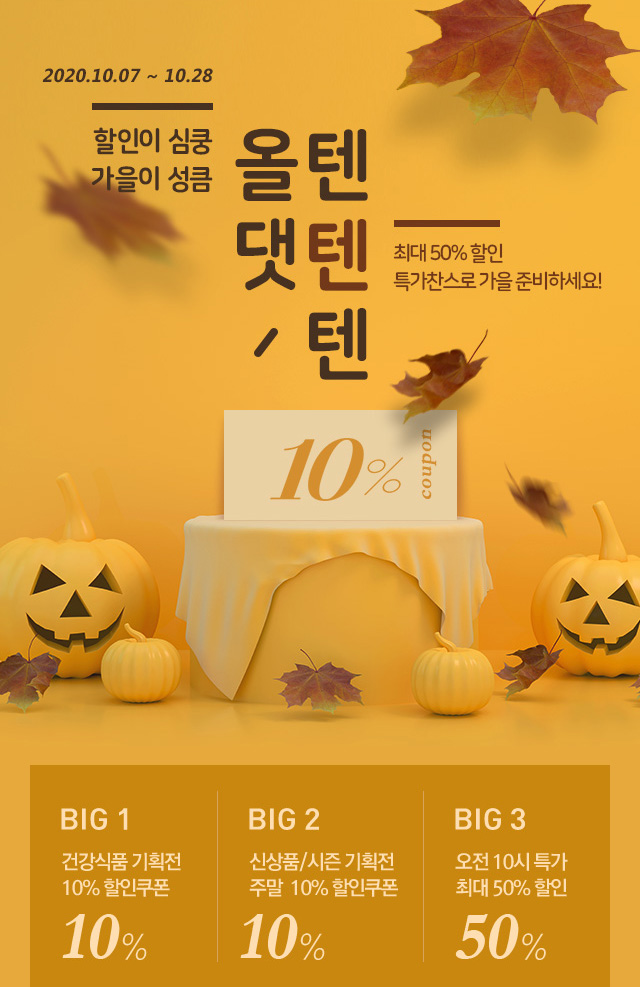 2020.10.07 ~ 10.28
할인이 심쿵
가을이 성큼
올텐
댓텐
텐
최대 50% 할인
특가찬스로 가을 준비하세요!
10%
coupon
BIG 1
건강식품 기획전
10% 할인쿠폰
10%
BIG 2
신상품/시즌 기획전
주말 10% 할인쿠폰
10%
BIG 3
오전 10시 특가
최대 50% 할인
50%